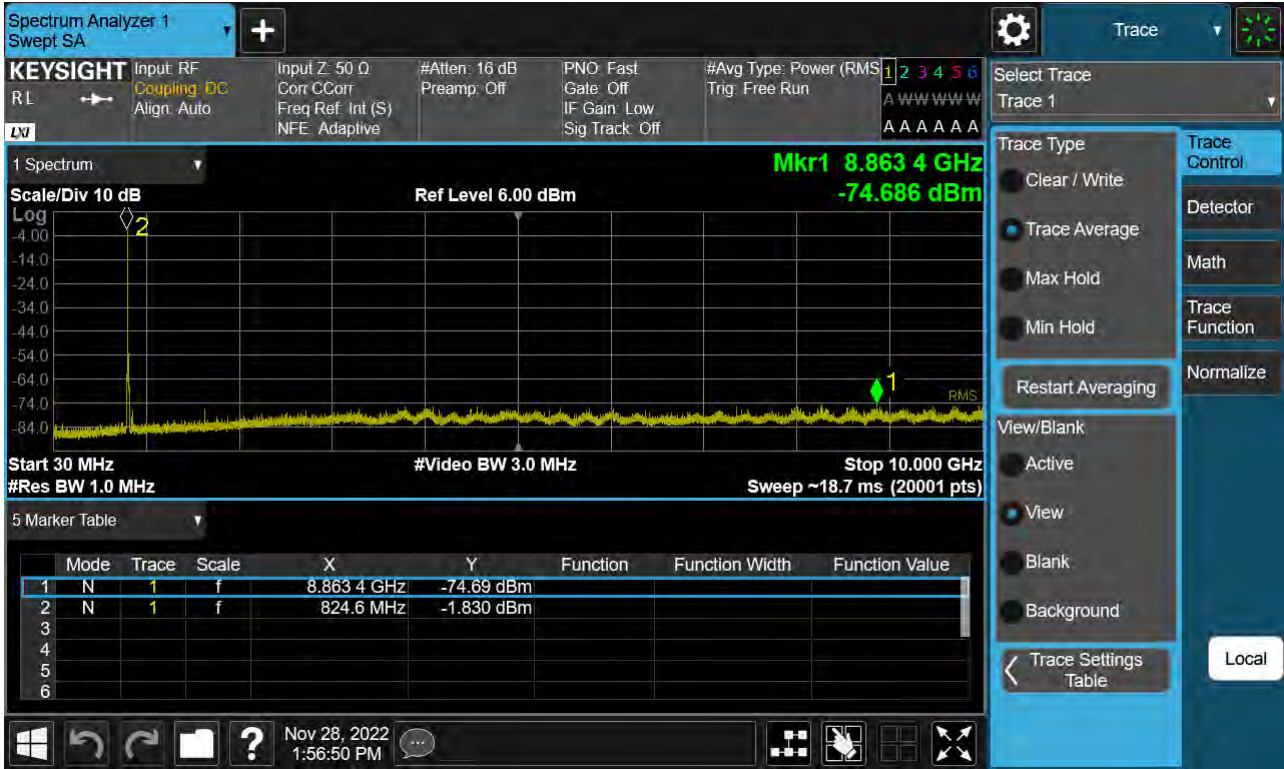 Spectrum Analyzer 1
Swept SA
+
Trace
KEYSIGHT
RL
LXI
Input: RF
Coupling: DC
Align: Auto
Input Z: 50 Ω
Corr CCorr
Freq Ref: Int (S)
NFE: Adaptive
#Atten: 16 dB
Preamp: Off
PNO: Fast
Gate: Off
IF Gain: Low
Sig Track: Off
#Avg Type: Power (RMS
Trig: Free Run
1 2 3 4 5 6
A W W W W W
A A A A A A
Select Trace
Trace 1
1 Spectrum
Mkr1 8.863 4 GHz
-74.686 dBm
Scale/Div 10 dB
Ref Level 6.00 dBm
Log
-4.00
-14.0
-24.0
-34.0
-44.0
-54.0
-64.0
-74.0
-84.0
2
1
RMS
Start 30 MHz
#Video BW 3.0 MHz
Stop 10.000 GHz
#Res BW 1.0 MHz
Sweep ~18.7 ms (20001 pts)
5 Marker Table
Mode Trace Scale X Y Function Function Width Function Value
1 N 1 f 8.863 4 GHz -74.69 dBm
2 N 1 f 824.6 MHz -1.830 dBm
3
4
5
6
Trace Type
Clear / Write
Trace Average
Max Hold
Min Hold
Restart Averaging
View/Blank
Active
View
Blank
Background
Trace Settings
Table
Trace
Control
Detector
Math
Trace
Function
Normalize
Local
?
Nov 28, 2022
1:56:50 PM